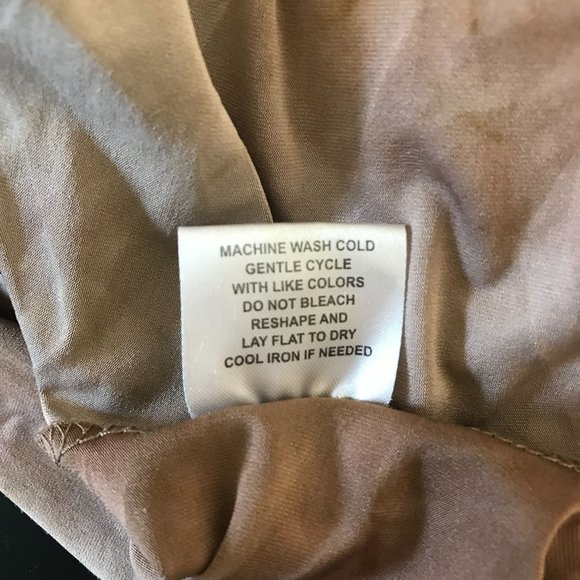 MACHINE WASH COLD
GENTLE CYCLE
WITH LIKE COLORS
DO NOT BLEACH
RESHAPE AND
LAY FLAT TO DRY
COOL IRON IF NEEDED